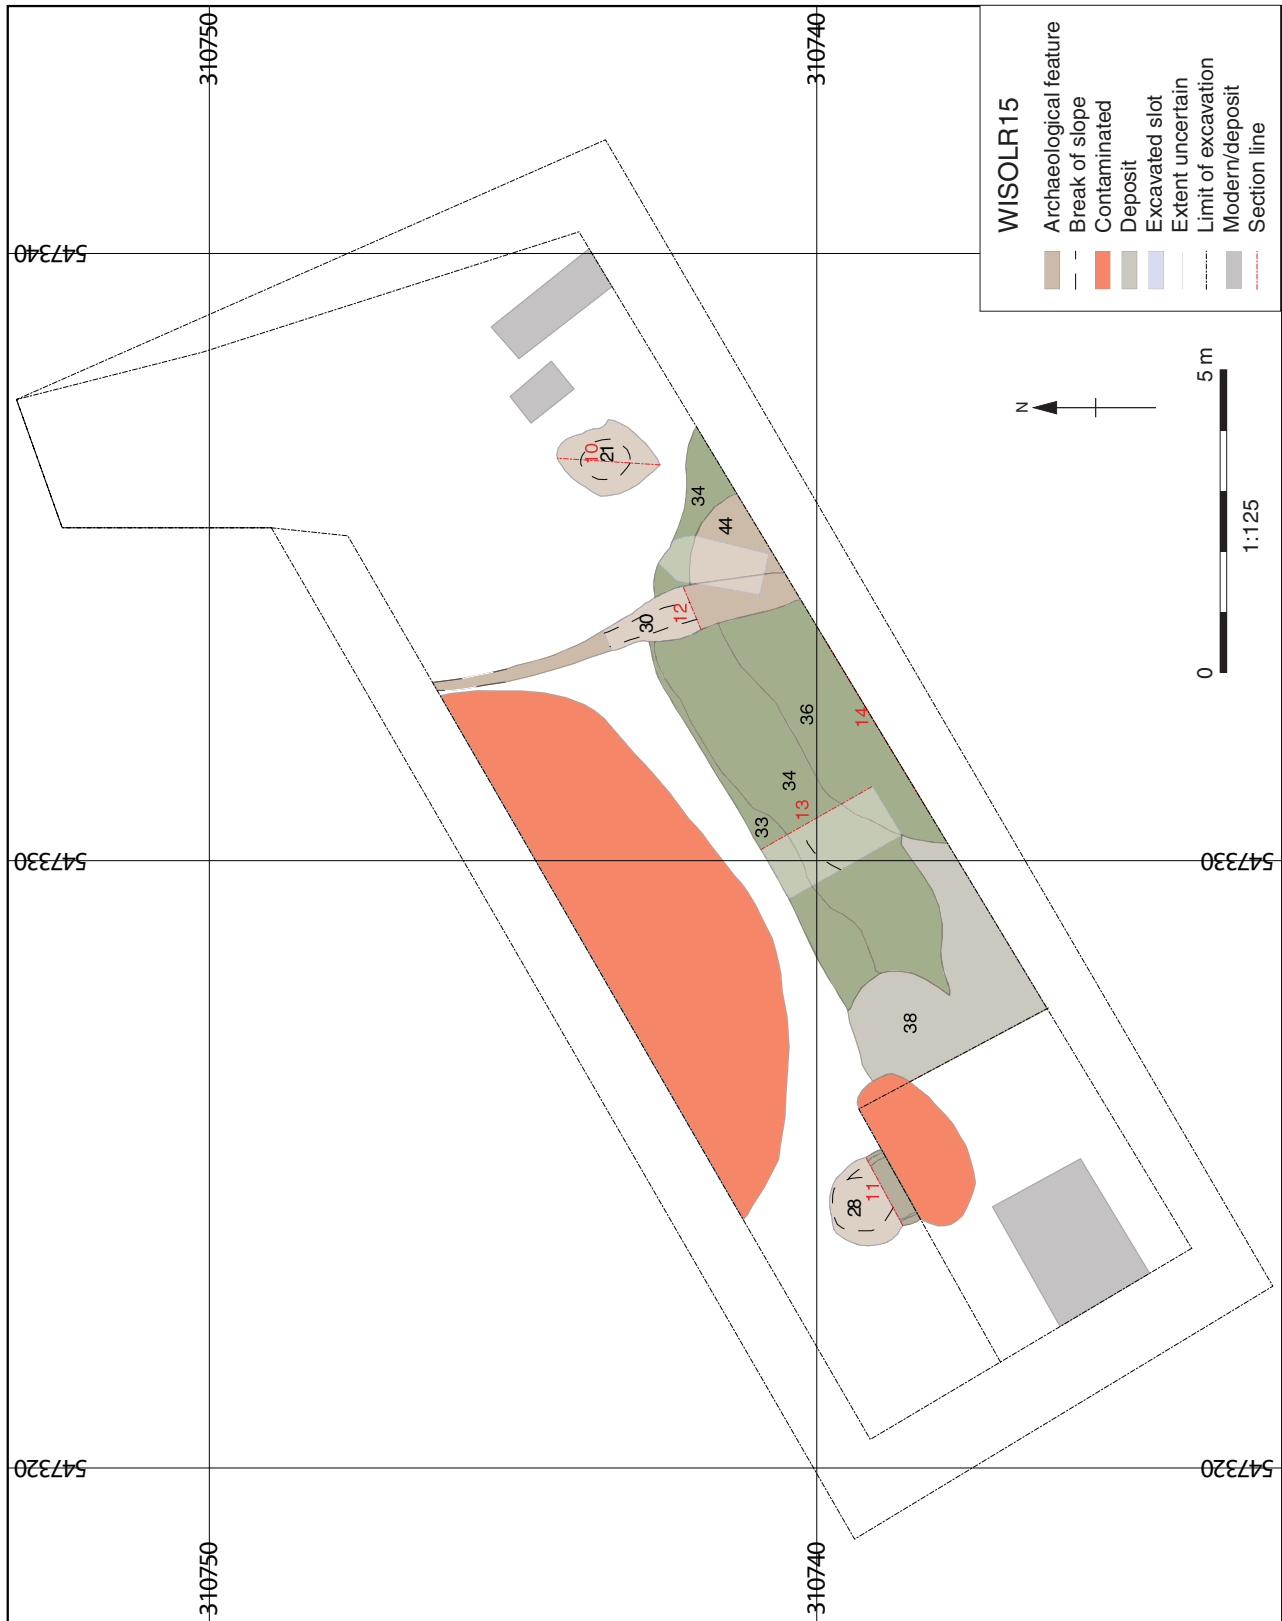 310750
310740
547340
547340
547330
547330
547320
547320
310750
310740
WISOLR15
Archaeological feature
Break of slope
Contaminated
Deposit
Excavated slot
Extent uncertain
Limit of excavation
Modern/deposit
Section line
N
0
5 m
1:125
10
21
34
44
12
30
36
14
34
13
33
38
11
28